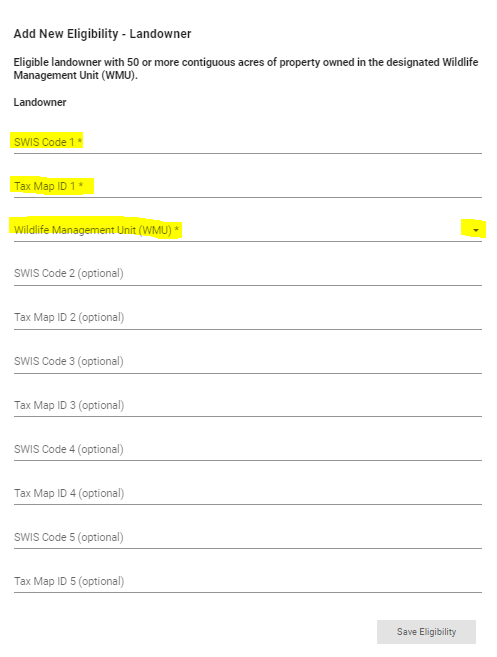 Add New Eligibility - Landowner
Eligible landowner with 50 or more contiguous acres of property owned in the designated Wildlife
Management Unit (WMU).
Landowner
SWIS Code 1 *
Tax Map ID 1 *
Wildlife Management Unit (WMU) *
SWIS Code 2 (optional)
Tax Map ID 2 (optional)
SWIS Code 3 (optional)
Tax Map ID 3 (optional)
SWIS Code 4 (optional)
Tax Map ID 4 (optional)
SWIS Code 5 (optional)
Tax Map ID 5 (optional)
Save Eligibility